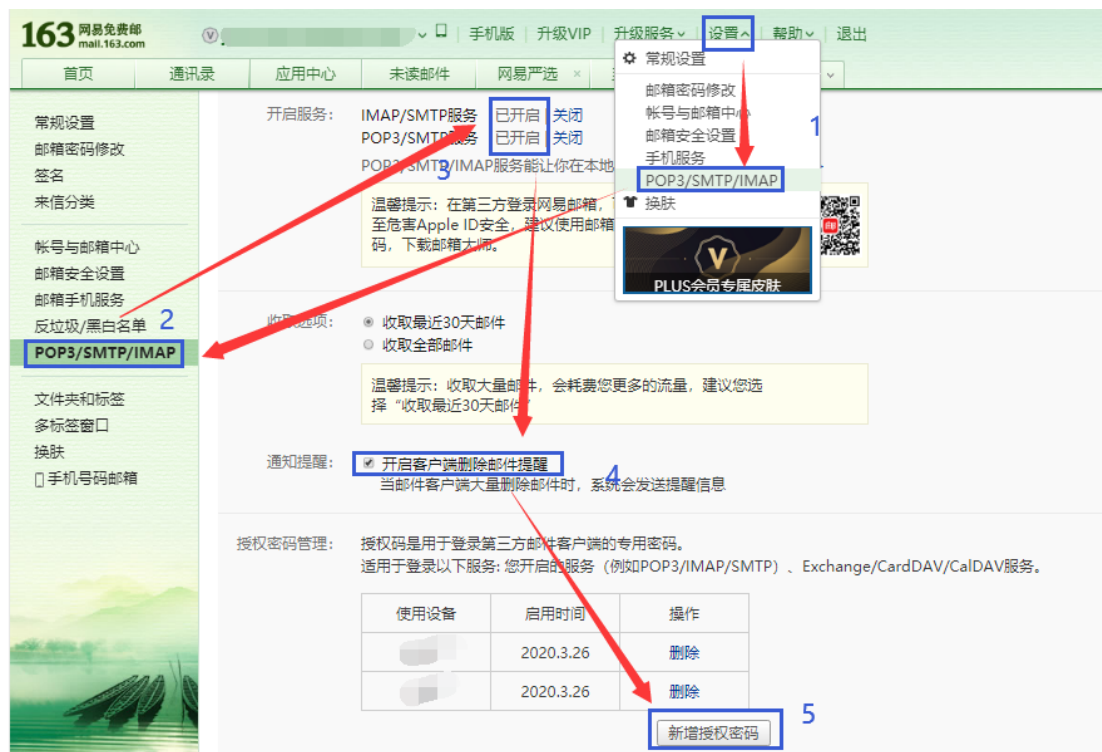 163 网易免费邮
mail.163.com
手机版 升级VIP 升级服务 设置 帮助 退出
首页 通讯录 应用中心 未读邮件 网易严选 ×
常规设置
邮箱密码修改
帐号与邮箱中心
邮箱安全设置
手机服务
POP3/SMTP/IMAP
换肤
V
PLUS会员专属皮肤
1
常规设置
邮箱密码修改
签名
来信分类
帐号与邮箱中心
邮箱安全设置
邮箱手机服务
反垃圾/黑白名单
2
POP3/SMTP/IMAP
文件夹和标签
多标签窗口
换肤
手机号码邮箱
开启服务: IMAP/SMTP服务 已开启 | 关闭
POP3/SMTP服务 已开启 | 关闭
3
POP3/SMTP/IMAP服务能让你在本地
温馨提示：在第三方登录网易邮箱，
至危害Apple ID安全，建议使用邮箱
码，下载邮箱大师。
收取选项: 收取最近30天邮件
收取全部邮件
温馨提示：收取大量邮件，会耗费您更多的流量，建议您选
择“收取最近30天邮件”
通知提醒: 开启客户端删除邮件提醒
4
当邮件客户端大量删除邮件时，系统会发送提醒信息
授权密码管理: 授权码是用于登录第三方邮件客户端的专用密码。
适用于登录以下服务: 您开启的服务（例如POP3/IMAP/SMTP）、Exchange/CardDAV/CalDAV服务。
使用设备 启用时间 操作
2020.3.26 删除
2020.3.26 删除
新增授权密码
5